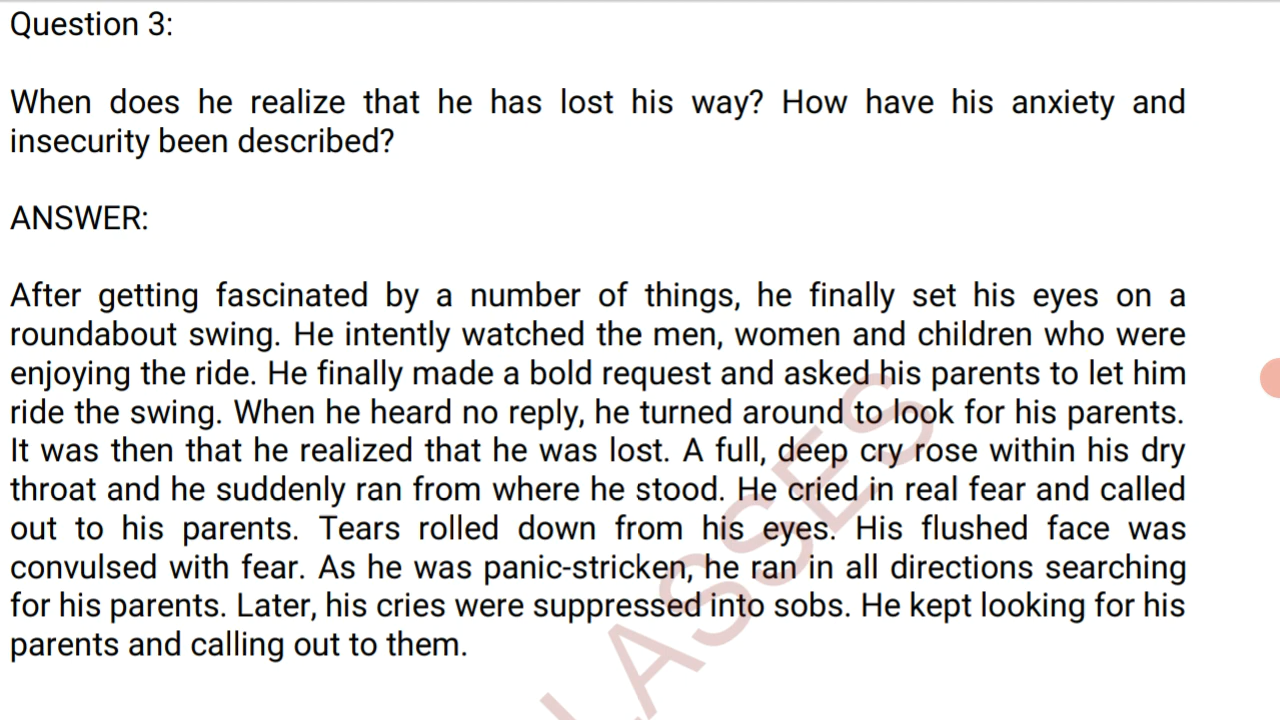 Question 3:
When does he realize that he has lost his way? How have his anxiety and
insecurity been described?
ANSWER:
After getting fascinated by a number of things, he finally set his eyes on a
roundabout swing. He intently watched the men, women and children who were
enjoying the ride. He finally made a bold request and asked his parents to let him
ride the swing. When he heard no reply, he turned around to look for his parents.
It was then that he realized that he was lost. A full, deep cry rose within his dry
throat and he suddenly ran from where he stood. He cried in real fear and called
out to his parents. Tears rolled down from his eyes. His flushed face was
convulsed with fear. As he was panic-stricken, he ran in all directions searching
for his parents. Later, his cries were suppressed into sobs. He kept looking for his
parents and calling out to them.
LASSES